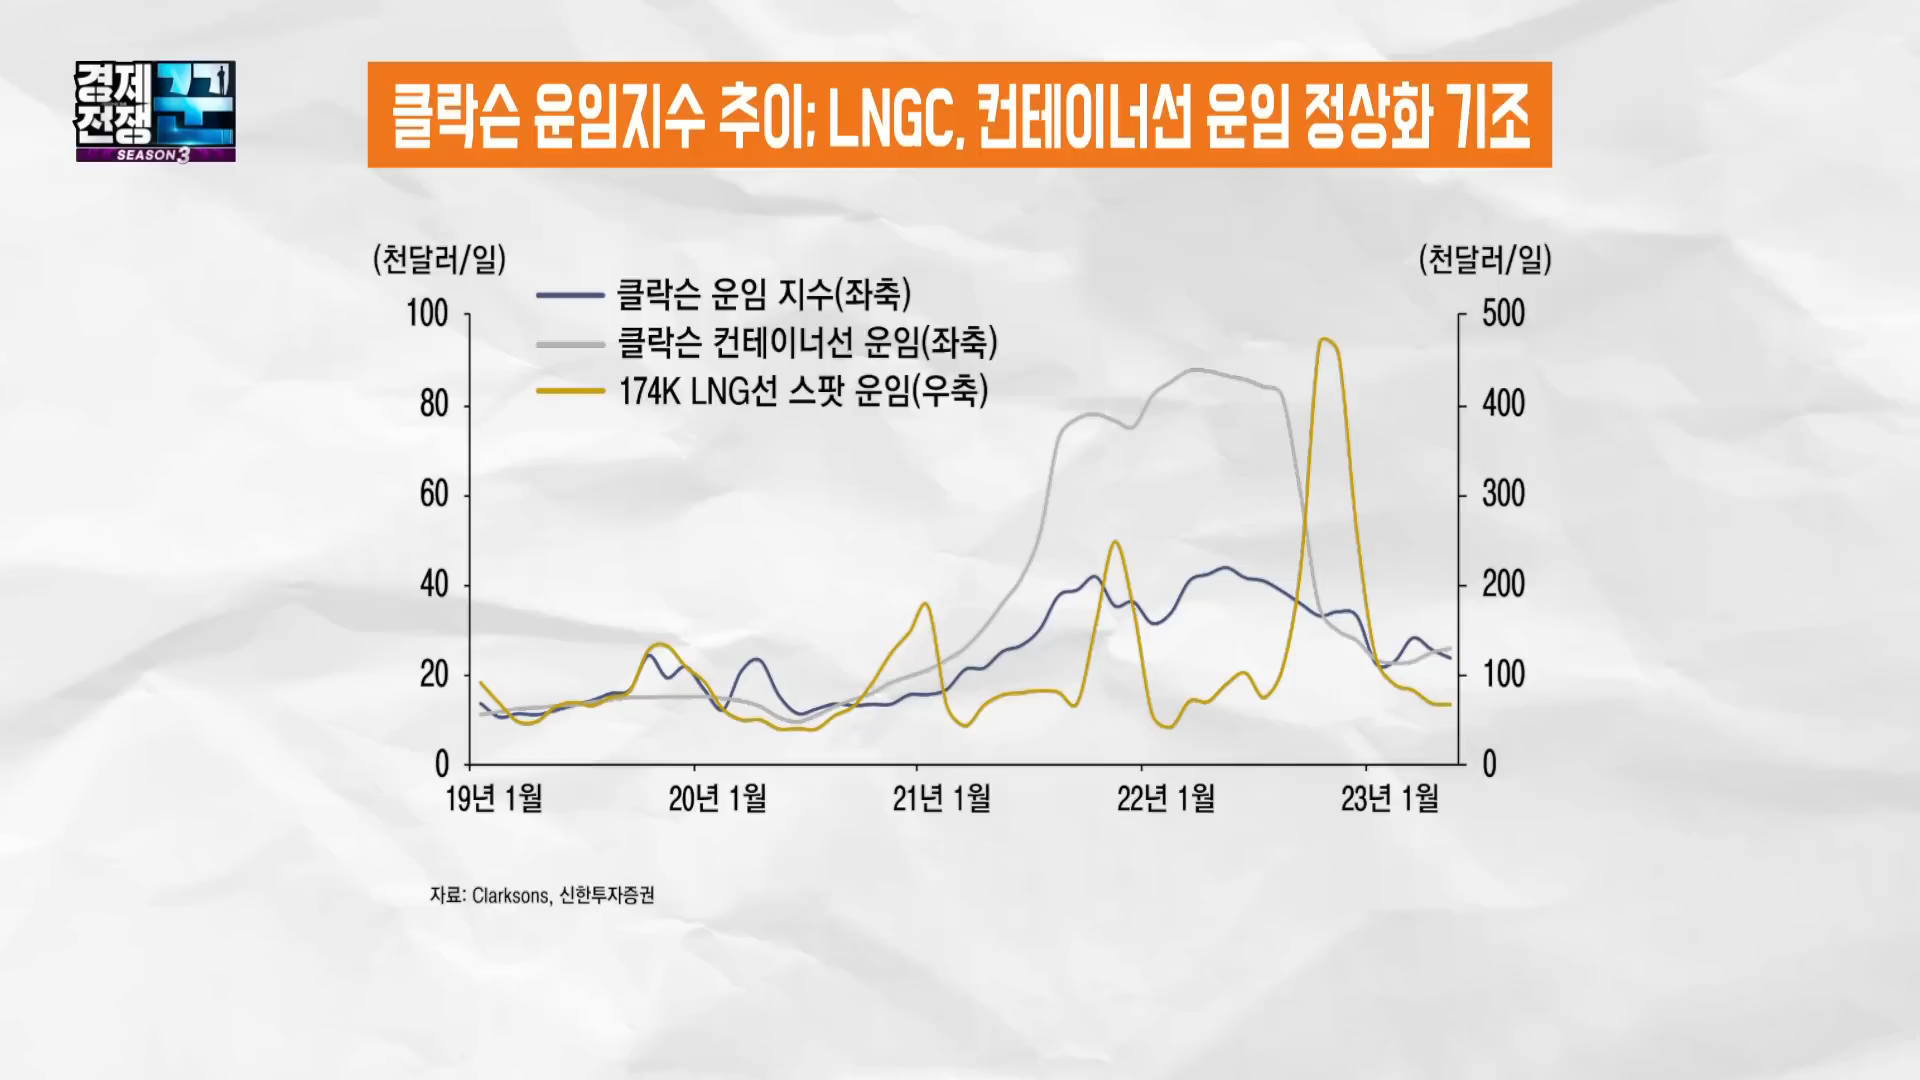 경제
전쟁
꾼
SEASON3
클락슨 운임지수 추이; LNGC, 컨테이너선 운임 정상화 기조
(천달러/일)
(천달러/일)
클락슨 운임 지수(좌축)
클락슨 컨테이너선 운임(좌축)
174K LNG선 스팟 운임(우축)
100
80
60
40
20
0
500
400
300
200
100
0
19년 1월
20년 1월
21년 1월
22년 1월
23년 1월
자료: Clarksons, 신한투자증권